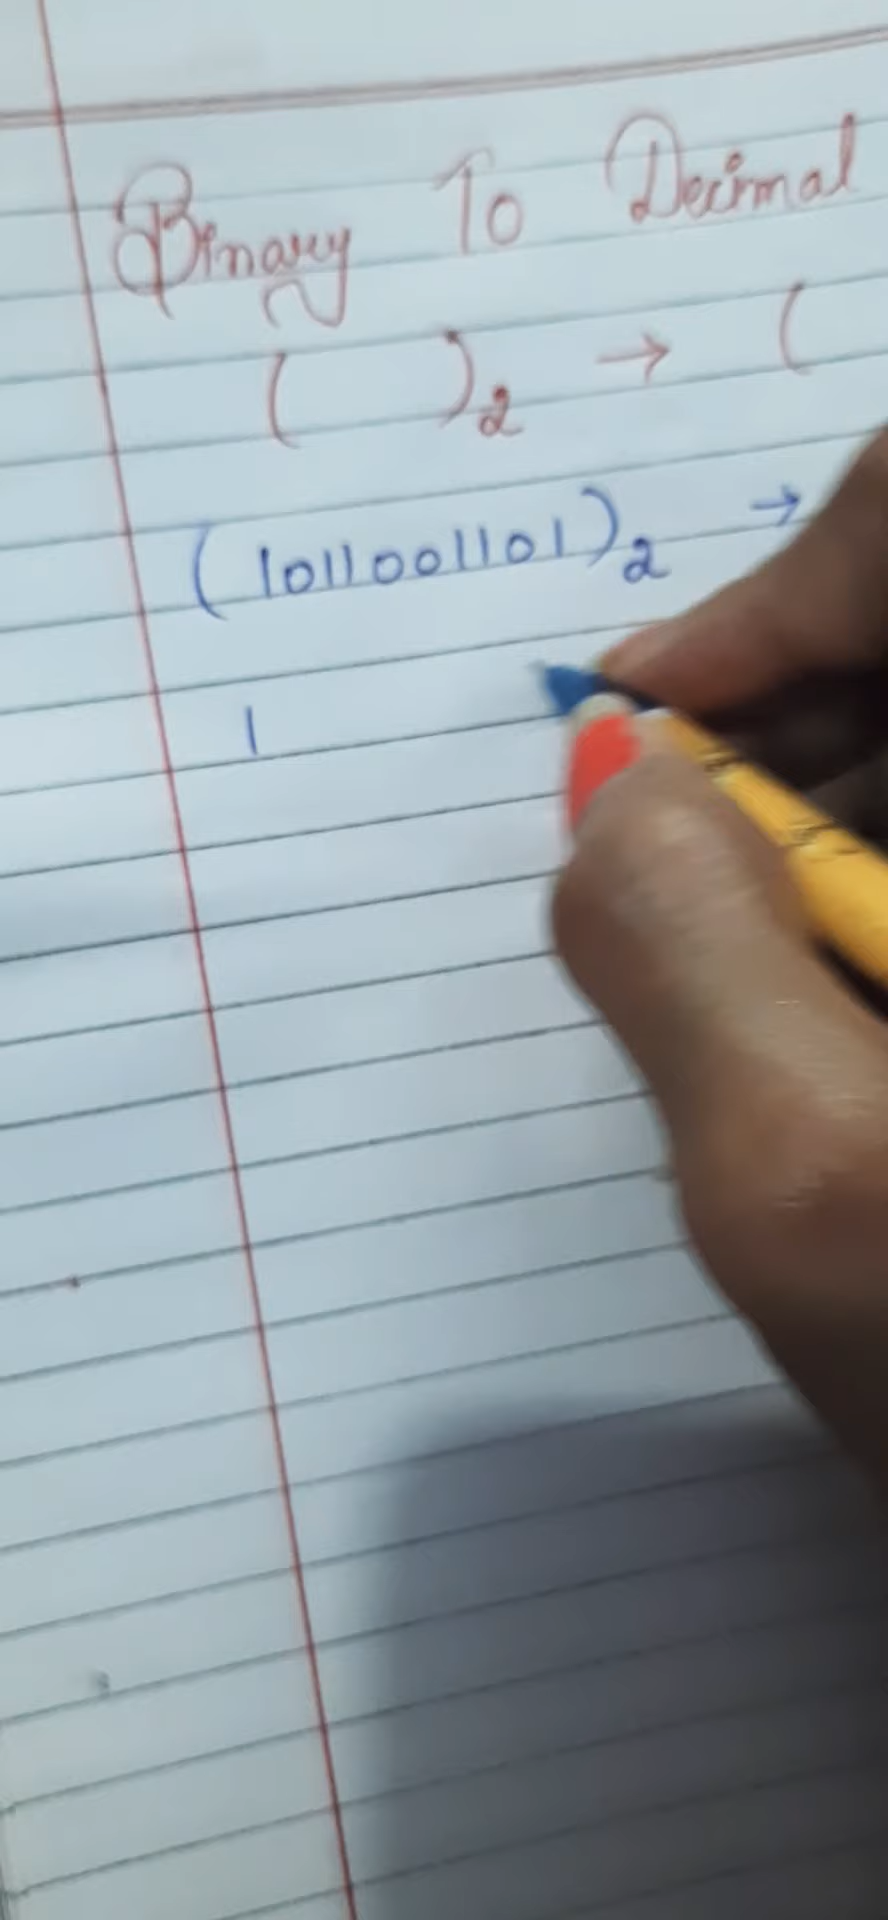 Binary To Decimal
( )₂ → (
(1011001101)₂ →
1